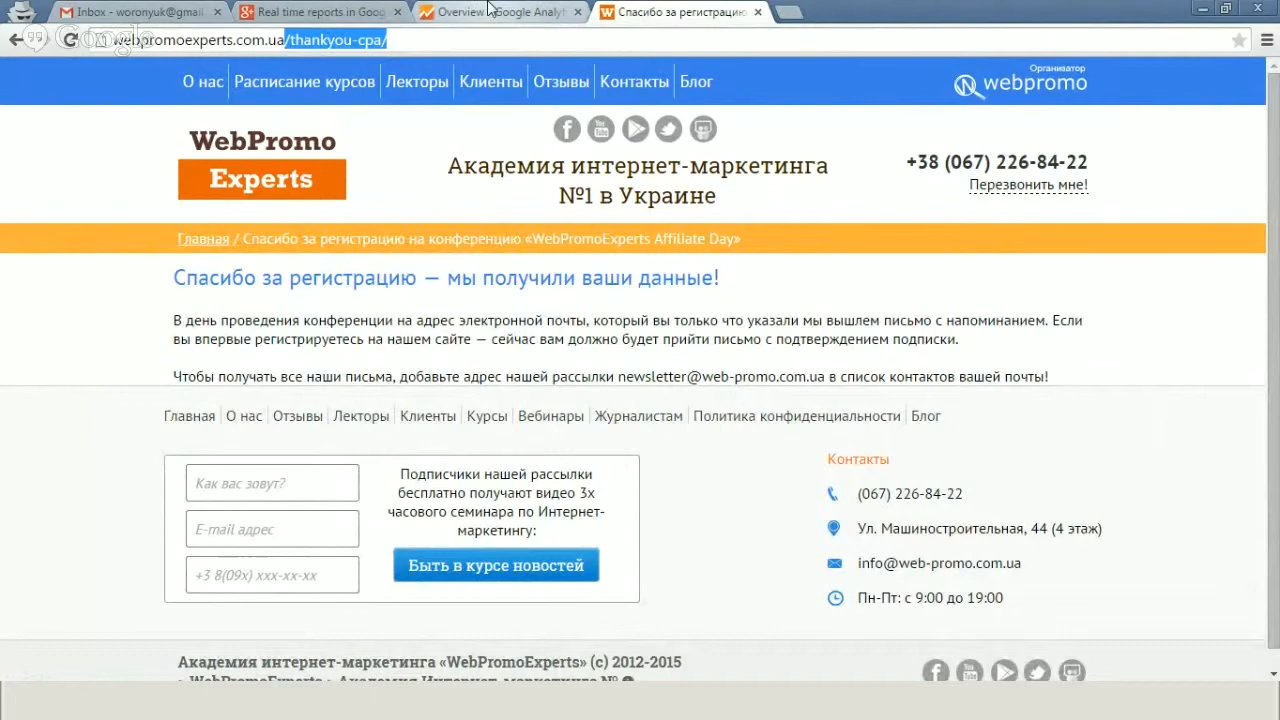 Inbox - woronyuk@gmail
Real time reports in Goo
Overview - Google Analyt
Спасибо за регистрацию
Google
webpromoexperts.com.ua/thankyou-cpa/
О нас
Расписание курсов
Лекторы
Клиенты
Отзывы
Контакты
Блог
Организатор
webpromo
WebPromo
Experts
Академия интернет-маркетинга
№1 в Украине
+38 (067) 226-84-22
Перезвонить мне!
Главная / Спасибо за регистрацию на конференцию «WebPromoExperts Affiliate Day»
Спасибо за регистрацию — мы получили ваши данные!
В день проведения конференции на адрес электронной почты, который вы только что указали мы вышлем письмо с напоминанием. Если
вы впервые регистрируетесь на нашем сайте — сейчас вам должно будет прийти письмо с подтверждением подписки.
Чтобы получать все наши письма, добавьте адрес нашей рассылки newsletter@web-promo.com.ua в список контактов вашей почты!
Главная
О нас
Отзывы
Лекторы
Клиенты
Курсы
Вебинары
Журналистам
Политика конфиденциальности
Блог
Как вас зовут?
E-mail адрес
+3 8(09x) xxx-xx-xx
Подписчики нашей рассылки
бесплатно получают видео 3х
часового семинара по Интернет-
маркетингу:
Быть в курсе новостей
Контакты
(067) 226-84-22
Ул. Машиностроительная, 44 (4 этаж)
info@web-promo.com.ua
Пн-Пт: с 9:00 до 19:00
Академия интернет-маркетинга «WebPromoExperts» (c) 2012-2015